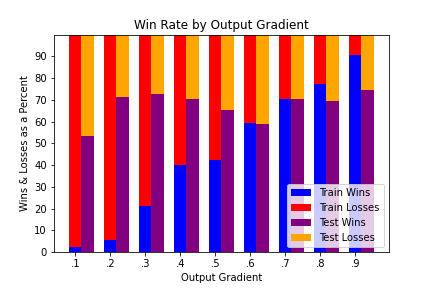 Win Rate by Output Gradient
Wins & Losses as a Percent
90
80
70
60
50
40
30
20
10
0
.1 .2 .3 .4 .5 .6 .7 .8 .9
Output Gradient
Train Wins
Train Losses
Test Wins
Test Losses